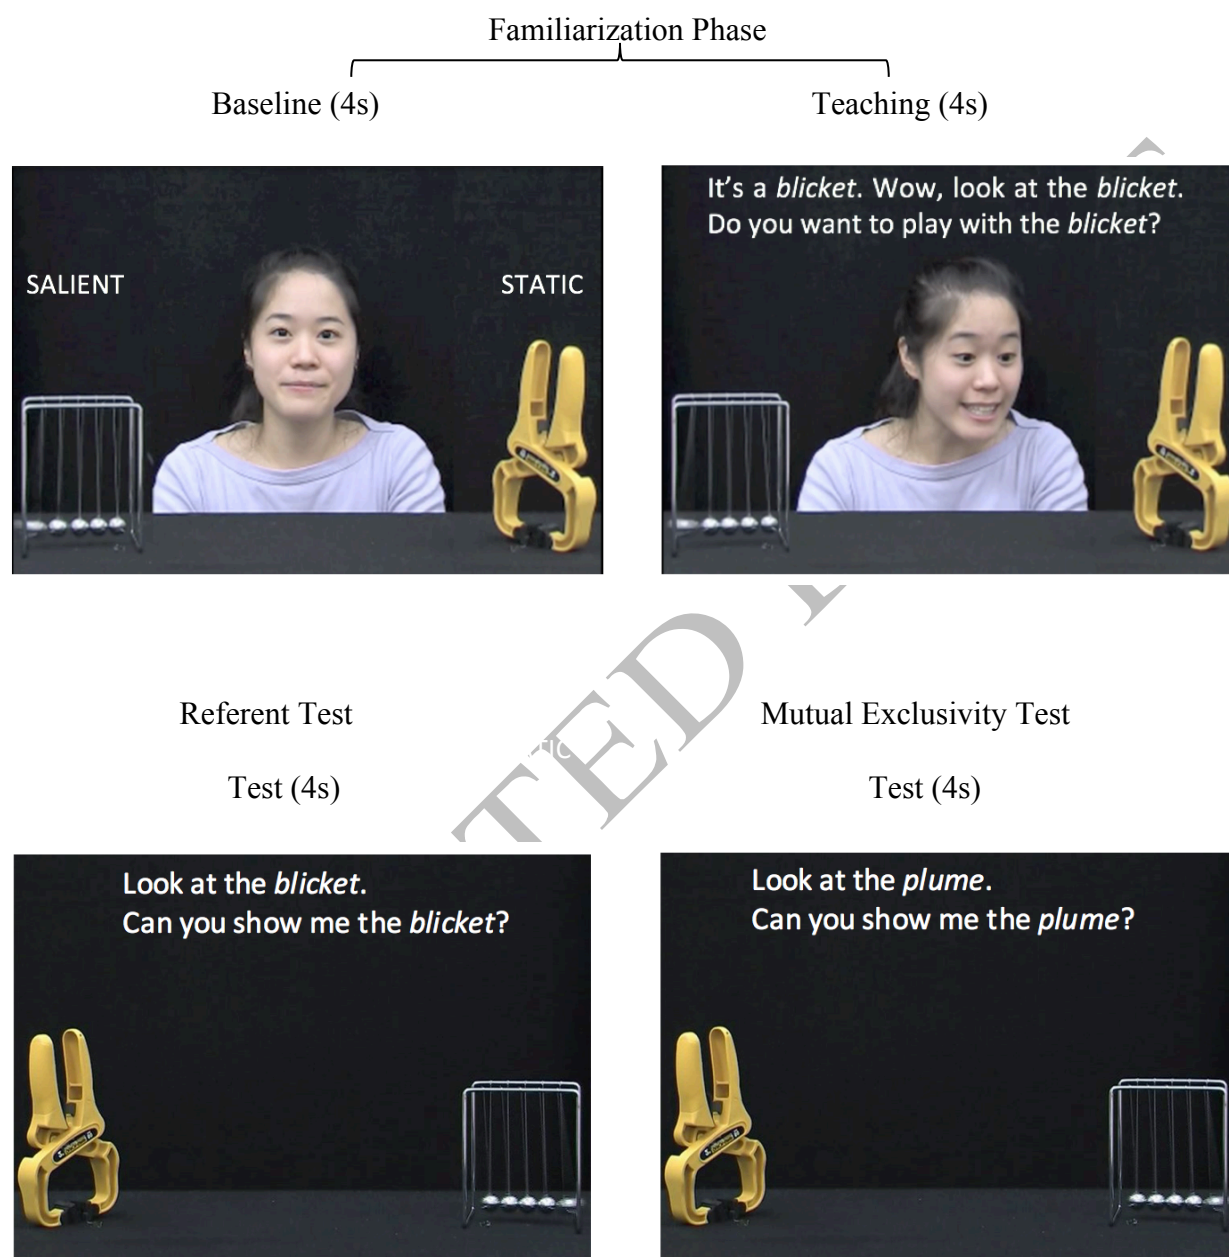 Familiarization Phase
Baseline (4s)
Teaching (4s)
SALIENT
STATIC
It's a blicket. Wow, look at the blicket.
Do you want to play with the blicket?
Referent Test
Mutual Exclusivity Test
Test (4s)
Test (4s)
Look at the blicket.
Can you show me the blicket?
Look at the plume.
Can you show me the plume?